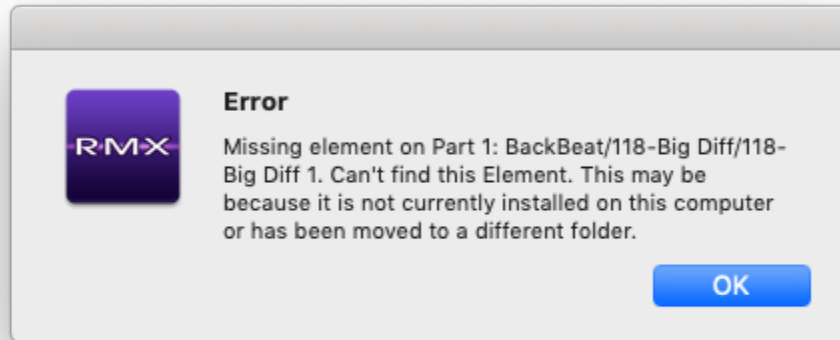 RMX
Error
Missing element on Part 1: BackBeat/118-Big Diff/118-
Big Diff 1. Can't find this Element. This may be
because it is not currently installed on this computer
or has been moved to a different folder.
OK